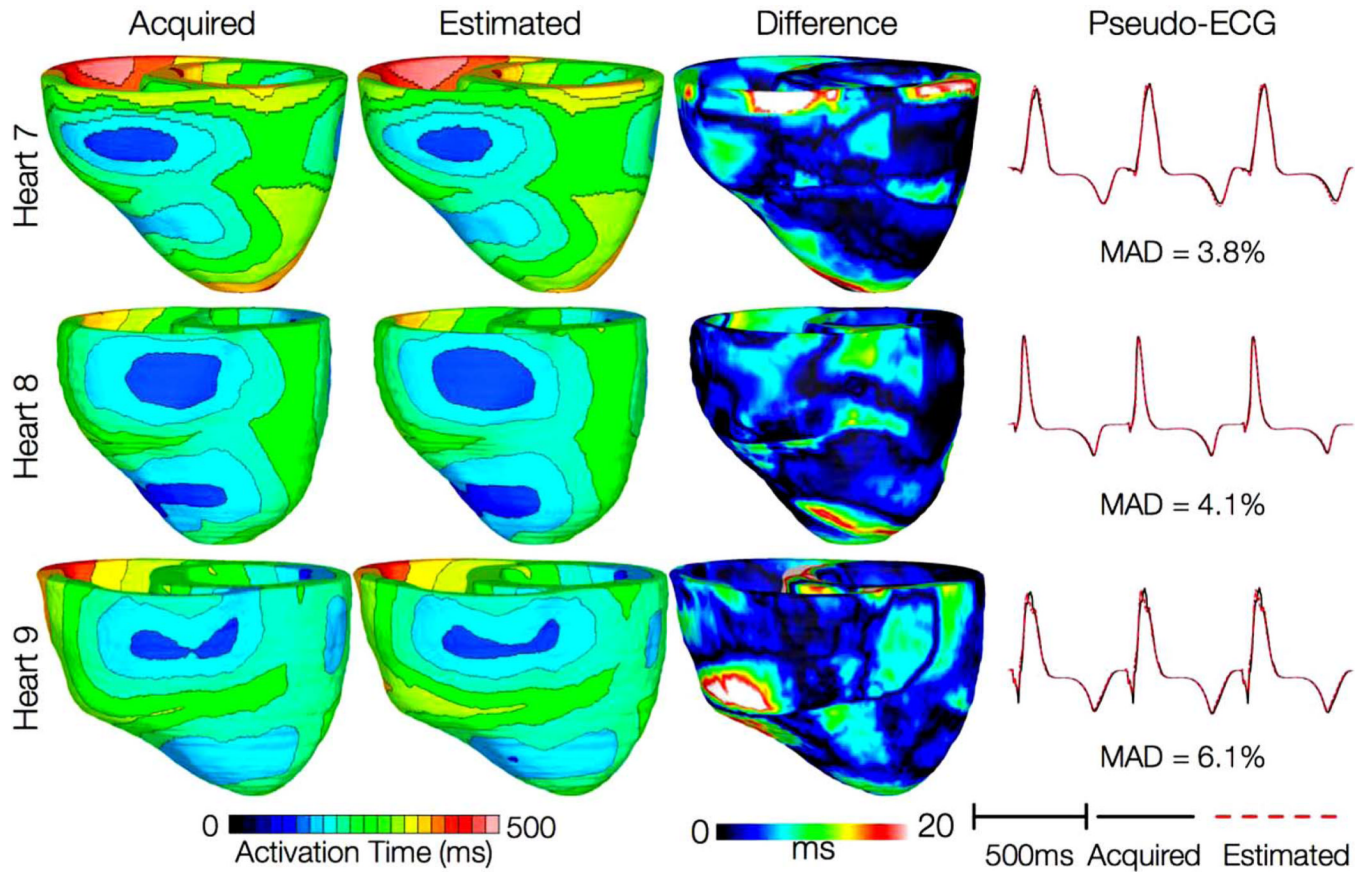 Acquired Estimated Difference Pseudo-ECG
Heart 7
MAD = 3.8%
Heart 8
MAD = 4.1%
Heart 9
MAD = 6.1%
0 500
Activation Time (ms)
0 20
ms
500ms Acquired Estimated